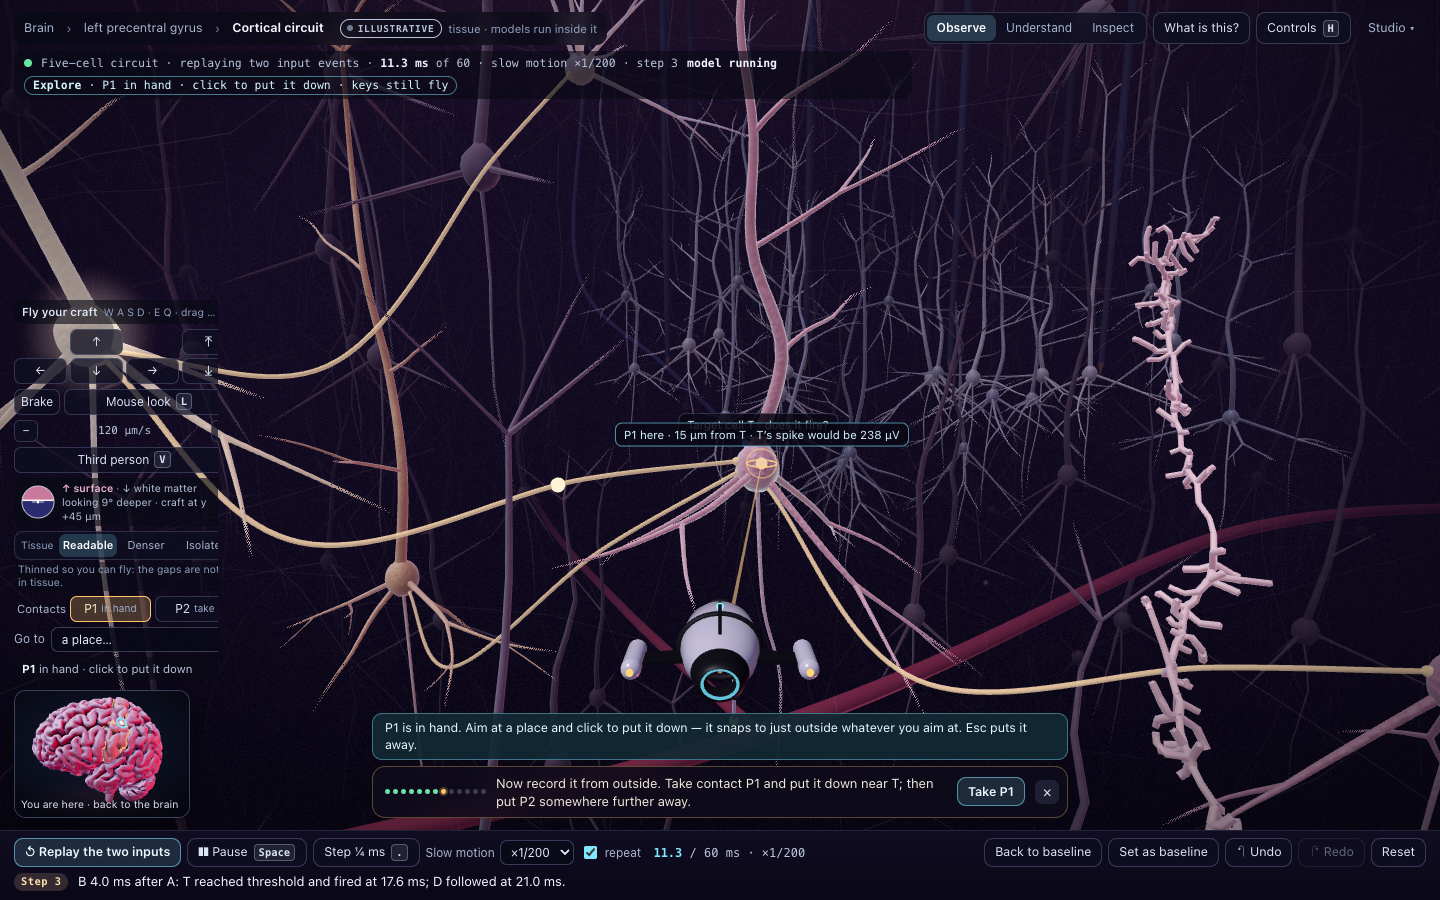 Brain › left precentral gyrus › Cortical circuit ILLUSTRATIVE tissue · models run inside it
Observe Understand Inspect What is this? Controls H Studio
Five-cell circuit · replaying two input events · 11.3 ms of 60 · slow motion ×1/200 · step 3 model running
Explore · P1 in hand · click to put it down · keys still fly
Fly your craft W A S D · E Q · drag ...
↑ ⤒
← ↓ → ⤓
Brake Mouse look L
− 120 µm/s
Third person V
↑ surface · ↓ white matter
looking 9° deeper · craft at y
+45 µm
Tissue Readable Denser Isolate
Thinned so you can fly: the gaps are not
in tissue.
Contacts P1 in hand P2 take
Go to a place...
P1 in hand · click to put it down
You are here · back to the brain
Target cell T · does it fire?
P1 here · 15 µm from T · T's spike would be 238 µV
P1 is in hand. Aim at a place and click to put it down — it snaps to just outside whatever you aim at. Esc puts it
away.
Now record it from outside. Take contact P1 and put it down near T; then
put P2 somewhere further away.
Take P1 ×
Replay the two inputs Pause Space Step ¼ ms . Slow motion ×1/200 repeat 11.3 / 60 ms · ×1/200
Back to baseline Set as baseline Undo Redo Reset
Step 3 B 4.0 ms after A: T reached threshold and fired at 17.6 ms; D followed at 21.0 ms.